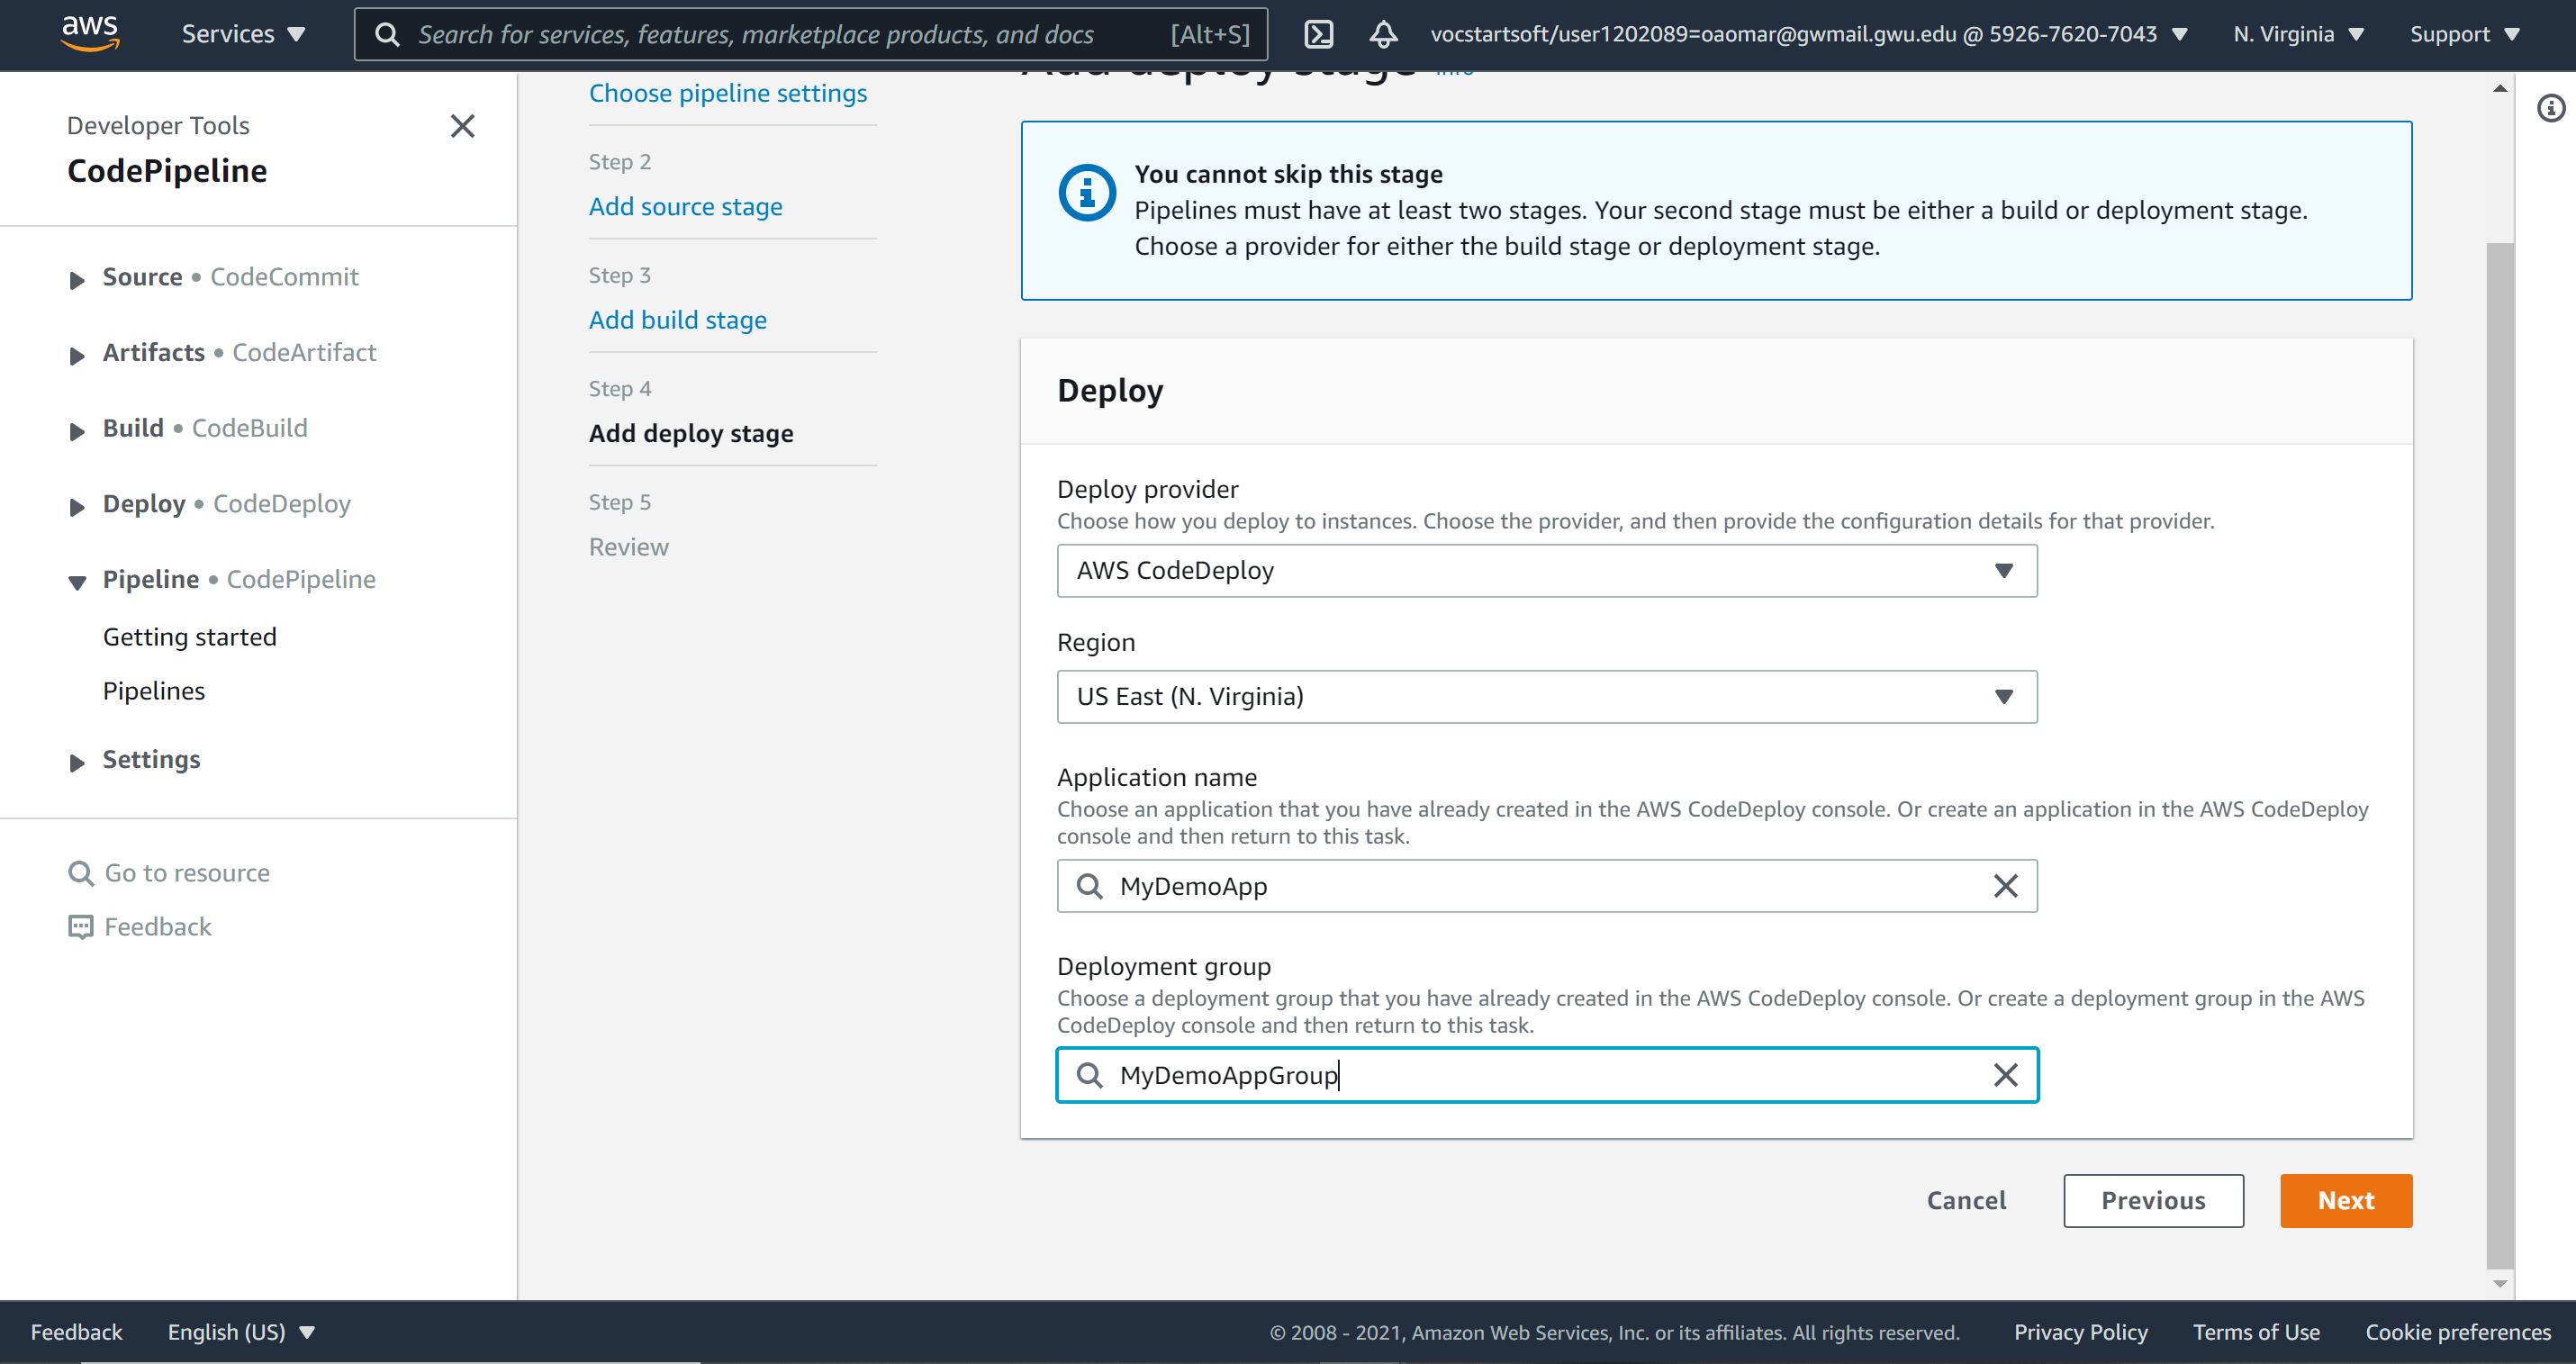 aws
Services
Search for services, features, marketplace products, and docs [Alt+S]
vocstartsoft/user1202089=oaomar@gwmail.gwu.edu @ 5926-7620-7043
N. Virginia
Support
Developer Tools
CodePipeline
Source • CodeCommit
Artifacts • CodeArtifact
Build • CodeBuild
Deploy • CodeDeploy
Pipeline • CodePipeline
Getting started
Pipelines
Settings
Go to resource
Feedback
Choose pipeline settings
Step 2
Add source stage
Step 3
Add build stage
Step 4
Add deploy stage
Step 5
Review
Add deploy stage Info
You cannot skip this stage
Pipelines must have at least two stages. Your second stage must be either a build or deployment stage.
Choose a provider for either the build stage or deployment stage.
Deploy
Deploy provider
Choose how you deploy to instances. Choose the provider, and then provide the configuration details for that provider.
AWS CodeDeploy
Region
US East (N. Virginia)
Application name
Choose an application that you have already created in the AWS CodeDeploy console. Or create an application in the AWS CodeDeploy
console and then return to this task.
MyDemoApp
Deployment group
Choose a deployment group that you have already created in the AWS CodeDeploy console. Or create a deployment group in the AWS
CodeDeploy console and then return to this task.
MyDemoAppGroup
Cancel
Previous
Next
Feedback
English (US)
© 2008 - 2021, Amazon Web Services, Inc. or its affiliates. All rights reserved.
Privacy Policy
Terms of Use
Cookie preferences